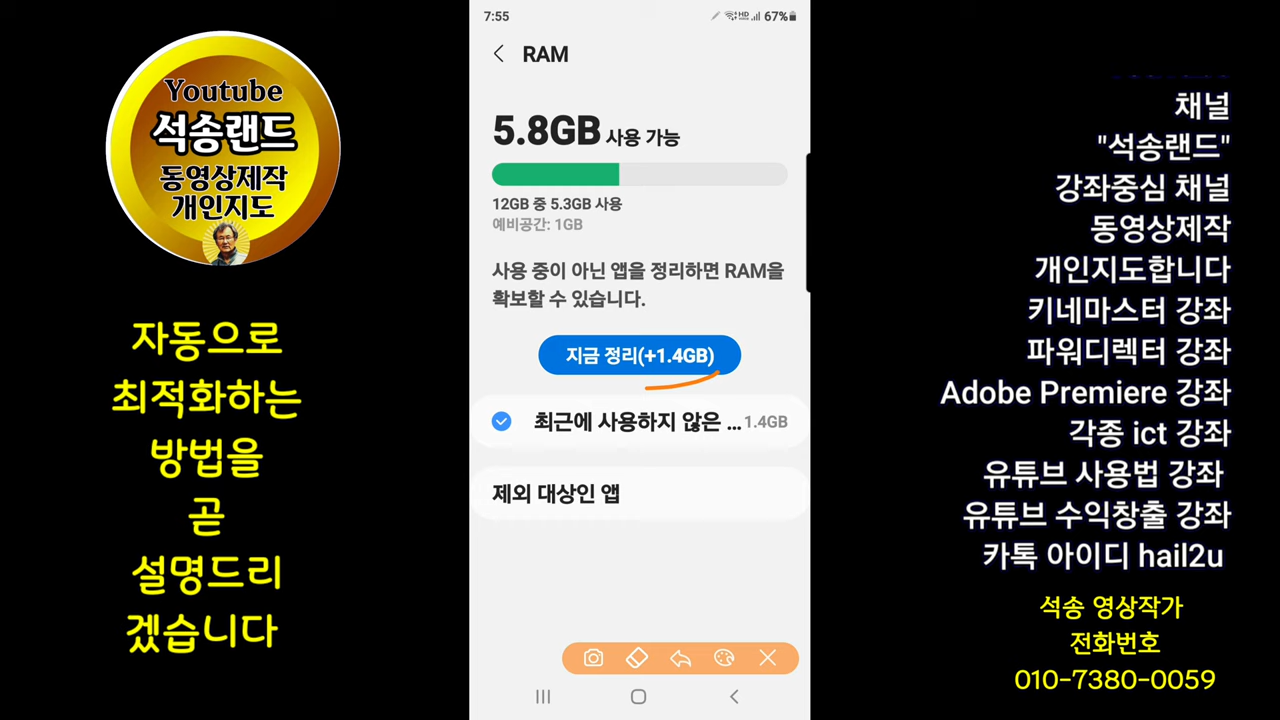 Youtube
석송랜드
동영상제작
개인지도
자동으로
최적화하는
방법을
곧
설명드리
겠습니다
7:55
67%
RAM
5.8GB 사용 가능
12GB 중 5.3GB 사용
예비공간: 1GB
사용 중이 아닌 앱을 정리하면 RAM을
확보할 수 있습니다.
지금 정리(+1.4GB)
최근에 사용하지 않은 ... 1.4GB
제외 대상인 앱
채널
"석송랜드"
강좌중심 채널
동영상제작
개인지도합니다
키네마스터 강좌
파워디렉터 강좌
Adobe Premiere 강좌
각종 ict 강좌
유튜브 사용법 강좌
유튜브 수익창출 강좌
카톡 아이디 hail2u
석송 영상작가
전화번호
010-7380-0059